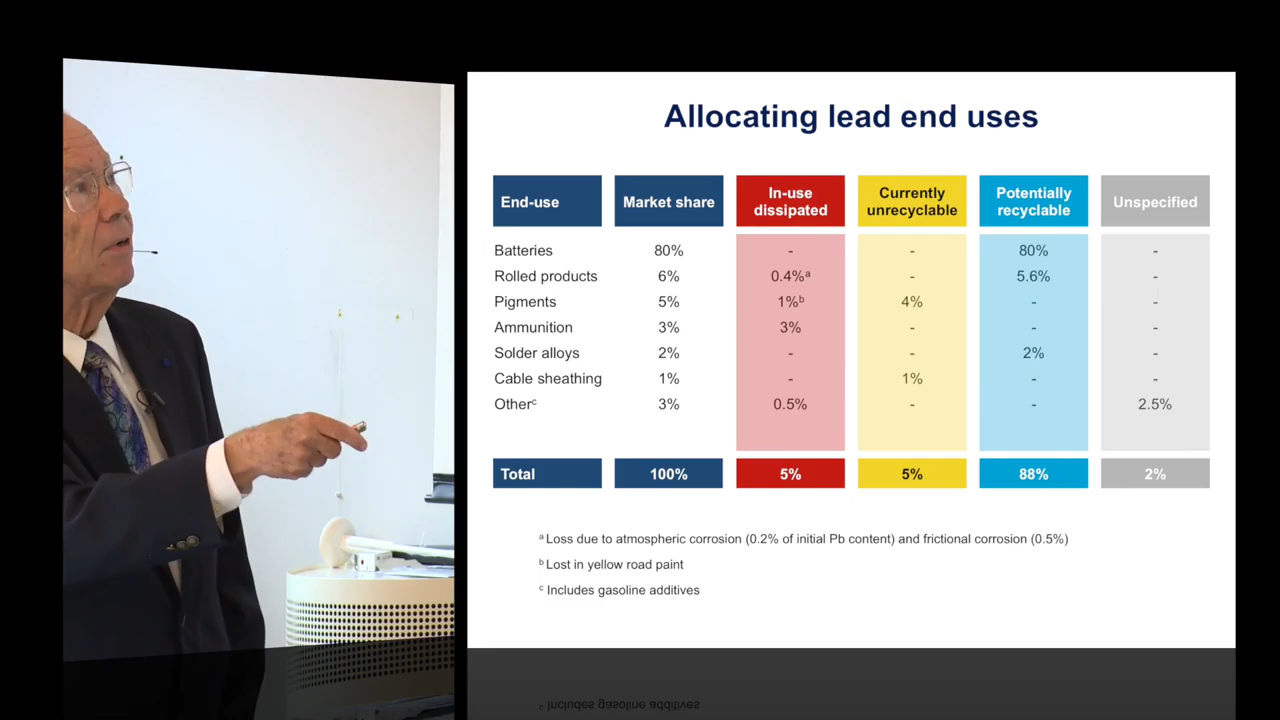 Allocating lead end uses
End-use Market share In-use dissipated Currently unrecyclable Potentially recyclable Unspecified
Batteries 80% - - 80% -
Rolled products 6% 0.4%ᵃ - 5.6% -
Pigments 5% 1%ᵇ 4% - -
Ammunition 3% 3% - - -
Solder alloys 2% - - 2% -
Cable sheathing 1% - 1% - -
Otherᶜ 3% 0.5% - - 2.5%
Total 100% 5% 5% 88% 2%
ᵃ Loss due to atmospheric corrosion (0.2% of initial Pb content) and frictional corrosion (0.5%)
ᵇ Lost in yellow road paint
ᶜ Includes gasoline additives